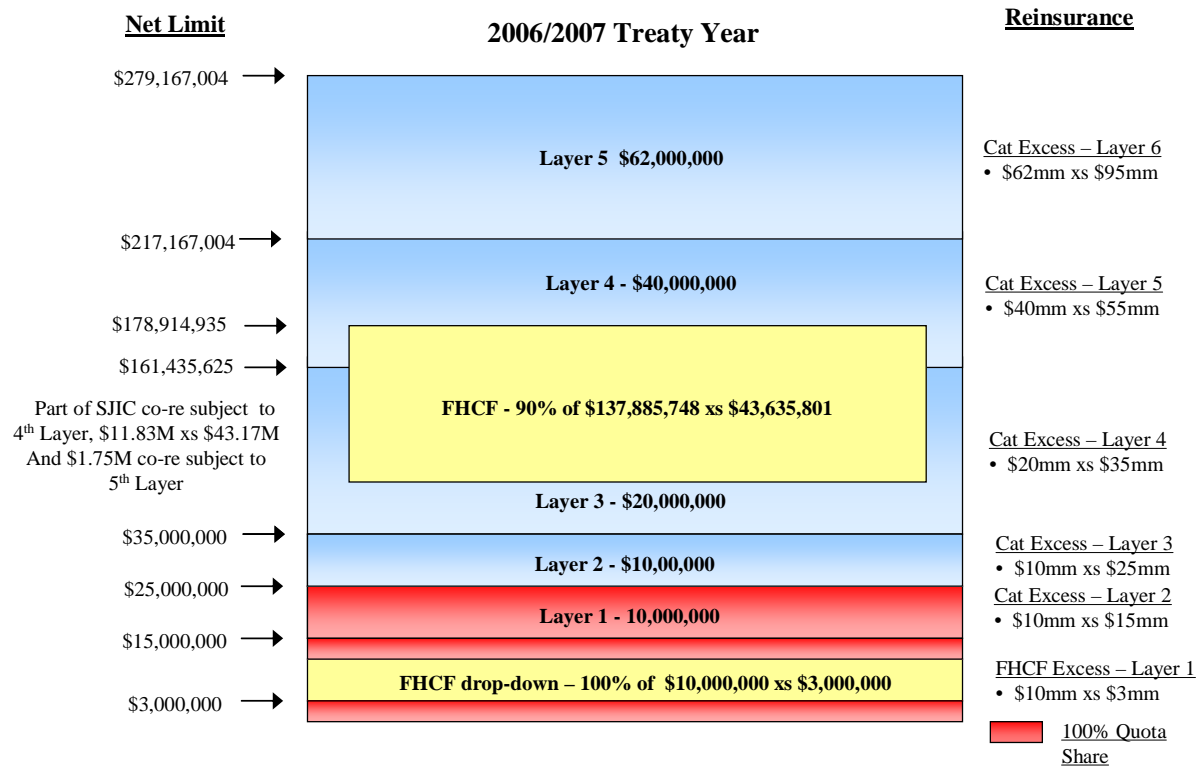 Net Limit
2006/2007 Treaty Year
Reinsurance
$279,167,004
Layer 5 $62,000,000
Cat Excess – Layer 6
• $62mm xs $95mm
$217,167,004
Layer 4 - $40,000,000
Cat Excess – Layer 5
• $40mm xs $55mm
$178,914,935
$161,435,625
FHCF - 90% of $137,885,748 xs $43,635,801
Part of SJIC co-re subject to
4th Layer, $11.83M xs $43.17M
And $1.75M co-re subject to
5th Layer
Cat Excess – Layer 4
• $20mm xs $35mm
Layer 3 - $20,000,000
$35,000,000
Cat Excess – Layer 3
• $10mm xs $25mm
Layer 2 - $10,00,000
$25,000,000
Cat Excess – Layer 2
• $10mm xs $15mm
Layer 1 - 10,000,000
$15,000,000
FHCF Excess – Layer 1
• $10mm xs $3mm
FHCF drop-down – 100% of $10,000,000 xs $3,000,000
$3,000,000
100% Quota
Share